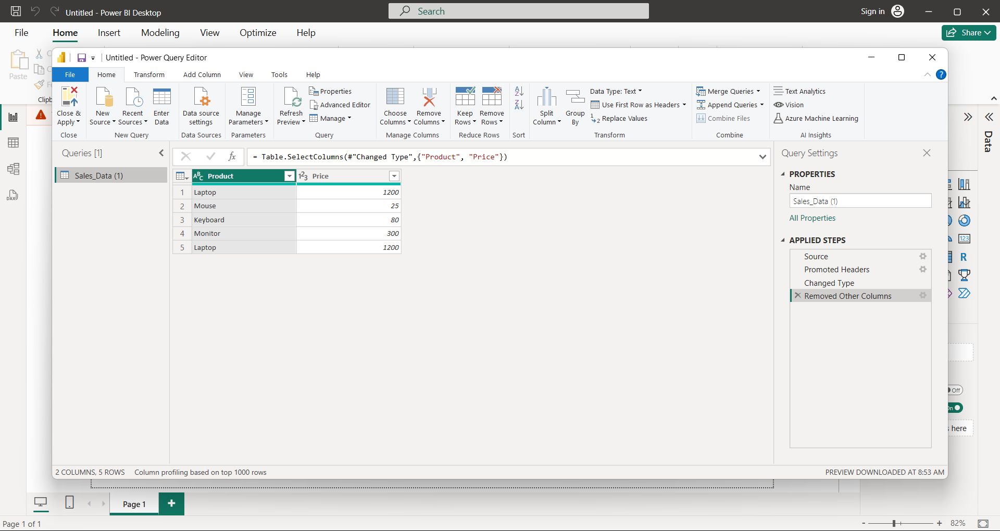 Untitled - Power BI Desktop
Search
Sign in
File Home Insert Modeling View Optimize Help
Share
Paste
Untitled - Power Query Editor
File Home Transform Add Column View Tools Help
Close & Apply
New Source
Recent Sources
Enter Data
Data source settings
Manage Parameters
Refresh Preview
Properties
Advanced Editor
Manage
Choose Columns
Remove Columns
Keep Rows
Remove Rows
Split Column
Group By
Data Type: Text
Use First Row as Headers
Replace Values
Merge Queries
Append Queries
Combine Files
Text Analytics
Vision
Azure Machine Learning
Close
New Query
Data Sources
Parameters
Query
Manage Columns
Reduce Rows
Sort
Transform
Combine
AI Insights
Queries [1]
Sales_Data (1)
fx
= Table.SelectColumns(#"Changed Type",{"Product", "Price"})
Product Price
1 Laptop 1200
2 Mouse 25
3 Keyboard 80
4 Monitor 300
5 Laptop 1200
Query Settings
PROPERTIES
Name
Sales_Data (1)
All Properties
APPLIED STEPS
Source
Promoted Headers
Changed Type
Removed Other Columns
Data
DAX
123
R
Off
here
2 COLUMNS, 5 ROWS
Column profiling based on top 1000 rows
PREVIEW DOWNLOADED AT 8:53 AM
Page 1
Page 1 of 1
82%